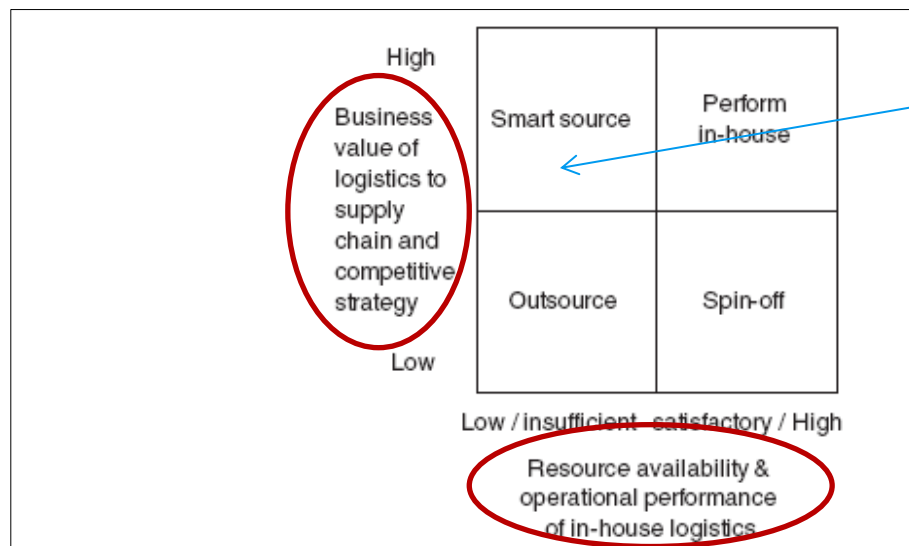 High
Business
value of
logistics to
supply
chain and
competitive
strategy
Low
Smart source
Perform
in-house
Outsource
Spin-off
Low / insufficient satisfactory / High
Resource availability &
operational performance
of in-house logistics